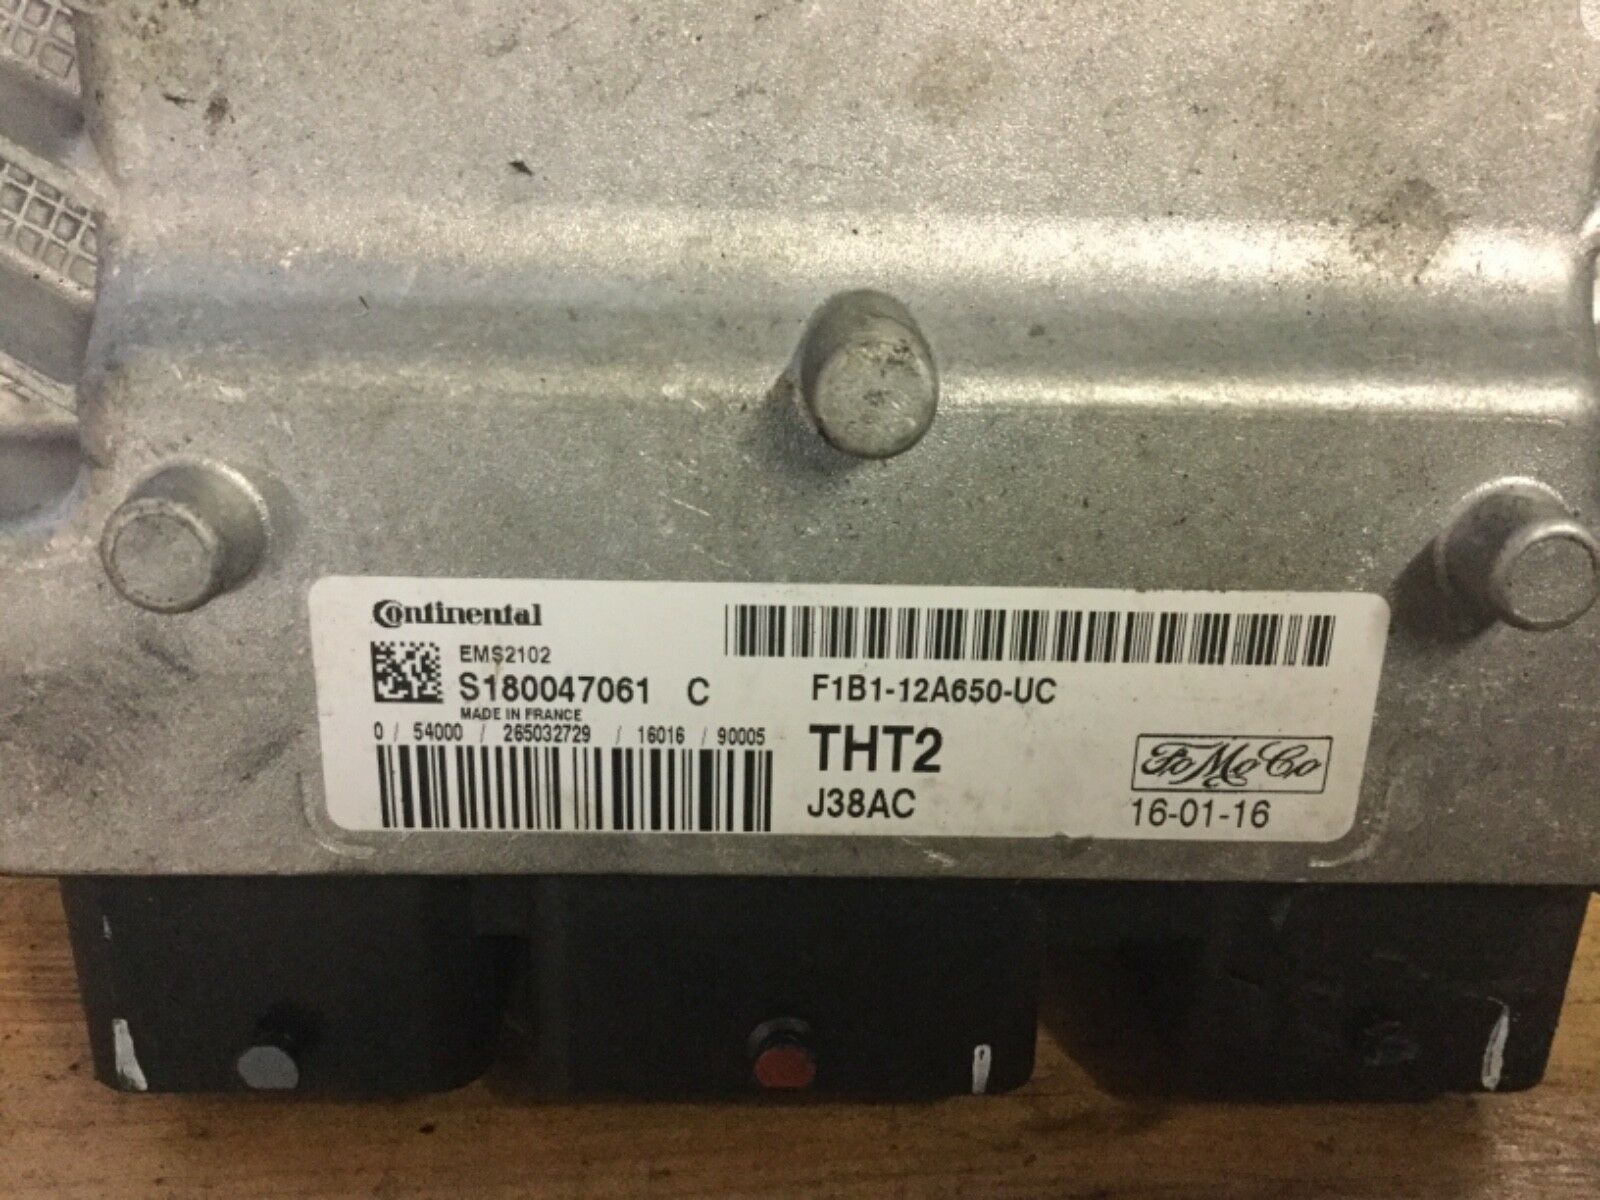 Continental
EMS2102
S180047061 C
MADE IN FRANCE
0 / 54000 / 265032729 / 16016 / 90005
F1B1-12A650-UC
THT2
J38AC
FoMoCo
16-01-16